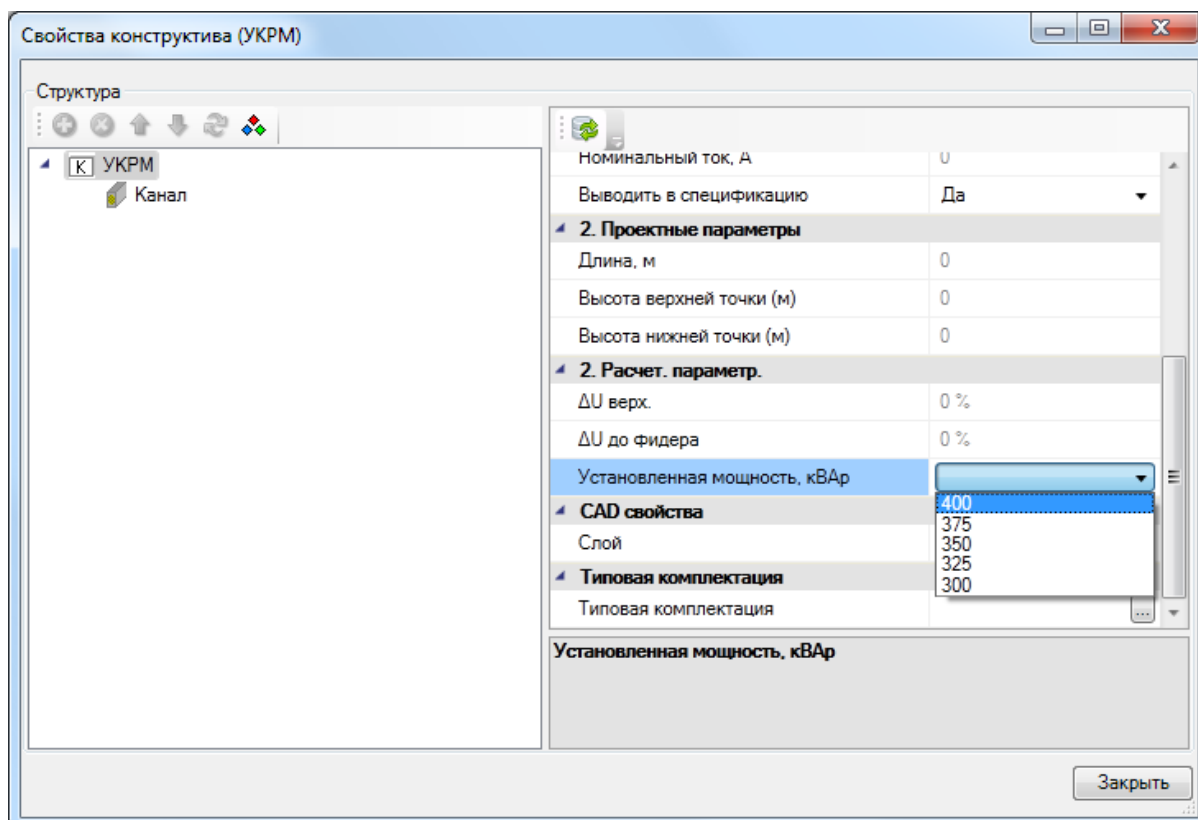 Свойства конструктива (УКРМ)
Структура
K УКРМ
Канал
Номинальный ток, А 0
Выводить в спецификацию Да
2. Проектные параметры
Длина, м 0
Высота верхней точки (м) 0
Высота нижней точки (м) 0
2. Расчет. параметр.
ΔU верх. 0 %
ΔU до фидера 0 %
Установленная мощность, кВАр
400
375
350
325
300
CAD свойства
Слой
Типовая комплектация
Типовая комплектация ...
Установленная мощность, кВАр
Закрыть